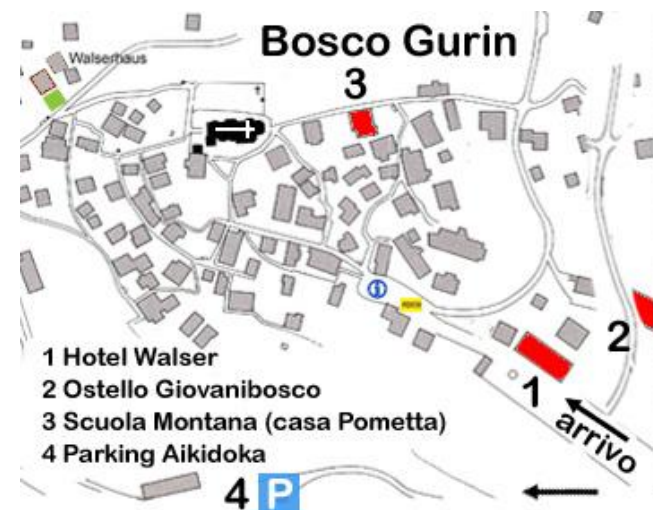 Bosco Gurin
Walserhaus
3
2
1 Hotel Walser
2 Ostello Giovanibosco
3 Scuola Montana (casa Pometta)
4 Parking Aikidoka
1
arrivo
4 P